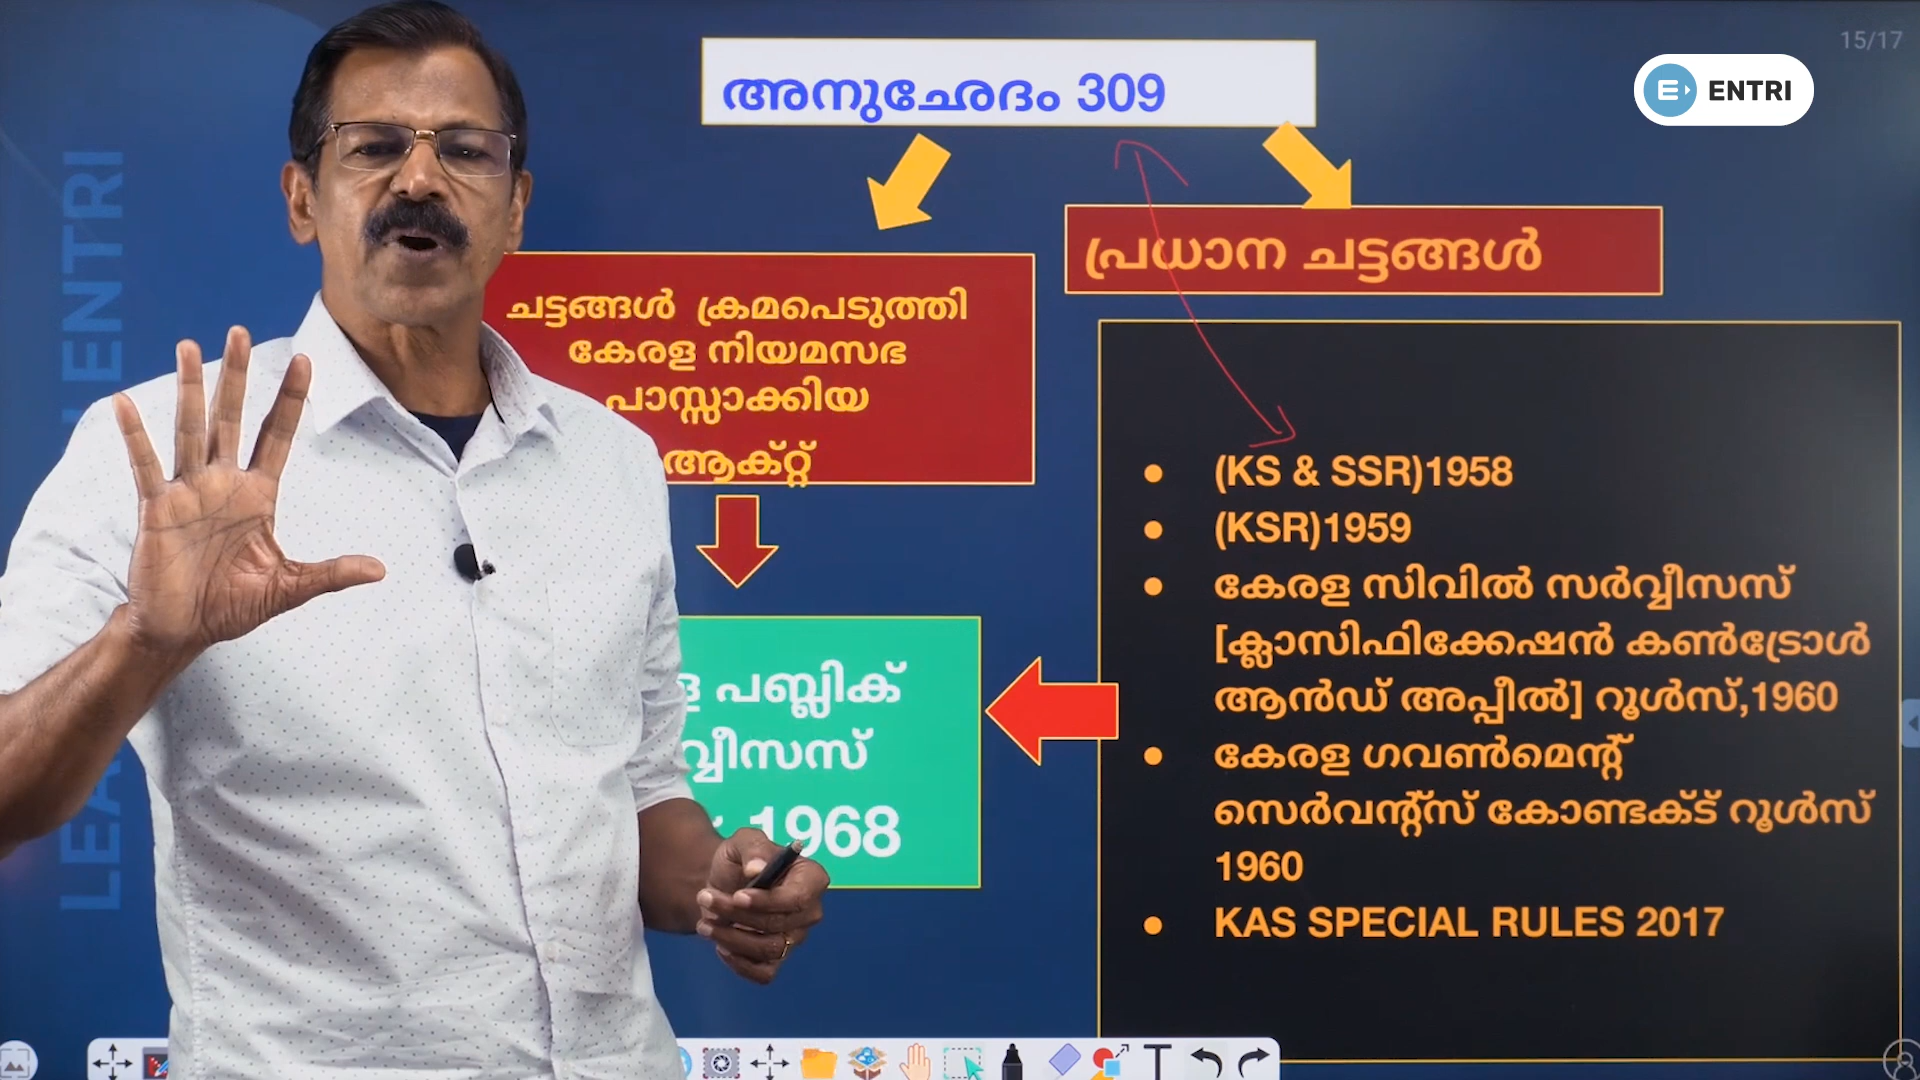 15/17
ENTRI
അനുഛേദം 309
പ്രധാന ചട്ടങ്ങൾ
ചട്ടങ്ങൾ ക്രമപെടുത്തി
കേരള നിയമസഭ
പാസ്സാക്കിയ
ആക്റ്റ്
പബ്ലിക്
1968
(KS & SSR)1958
(KSR)1959
കേരള സിവിൽ സർവ്വീസസ്
[ക്ലാസിഫിക്കേഷൻ കൺട്രോൾ
ആൻഡ് അപ്പീൽ] റൂൾസ്,1960
കേരള ഗവൺമെന്റ്
സെർവന്റ്സ് കോണ്ടക്ട് റൂൾസ്
1960
KAS SPECIAL RULES 2017
ENTRI